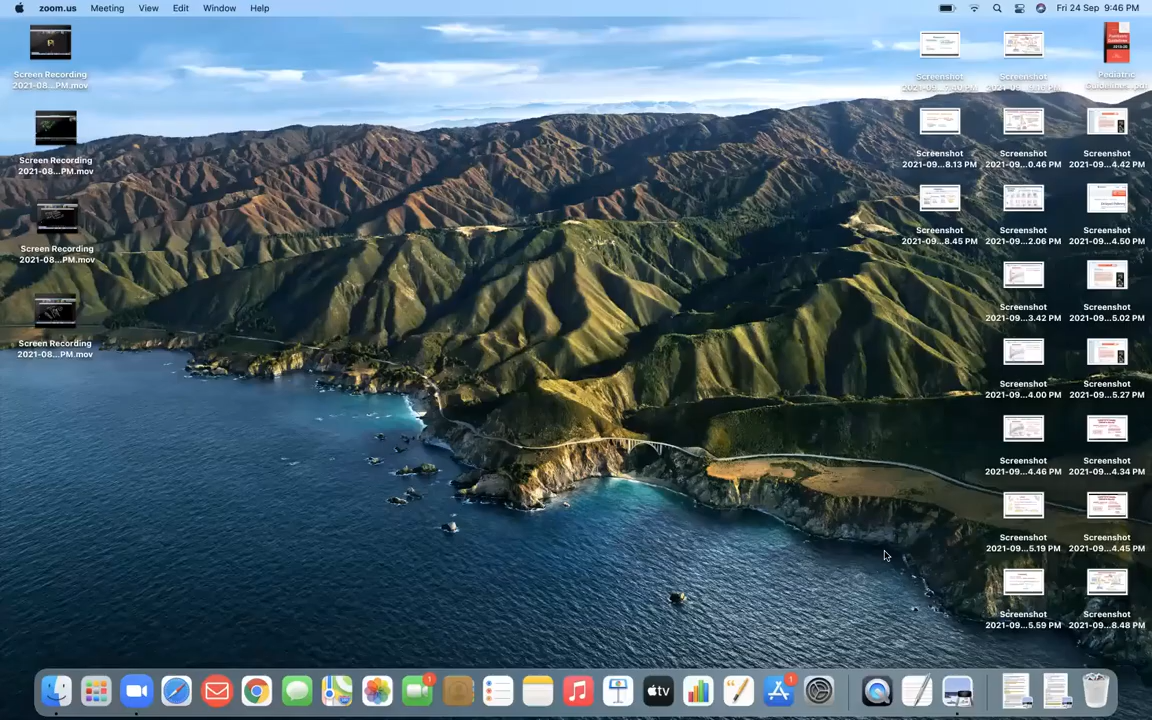 zoom.us Meeting View Edit Window Help Fri 24 Sep 9:46 PM
Screen Recording
2021-08...PM.mov
Screen Recording
2021-08...PM.mov
Screen Recording
2021-08...PM.mov
Screen Recording
2021-08...PM.mov
Screenshot
Screenshot
2021-09...8.13 PM
Screenshot
2021-09...8.45 PM
Screenshot
Screenshot
2021-09...0.46 PM
Screenshot
2021-09...2.06 PM
Screenshot
2021-09...3.42 PM
Screenshot
2021-09...4.00 PM
Screenshot
2021-09...4.46 PM
Screenshot
2021-09...5.19 PM
Screenshot
2021-09...5.59 PM
Pediatric
Screenshot
2021-09...4.42 PM
Screenshot
2021-09...4.50 PM
Screenshot
2021-09...5.02 PM
Screenshot
2021-09...5.27 PM
Screenshot
2021-09...4.34 PM
Screenshot
2021-09...4.45 PM
Screenshot
2021-09...8.48 PM
1
tv
1